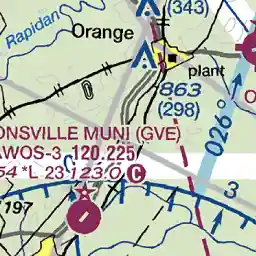 (343)
Rapidan
Orange
plant
863
(298)
O
026°
ONSVILLE MUNI (GVE)
AWOS-3 120.225
54 *L 23 123.0 C
3
197